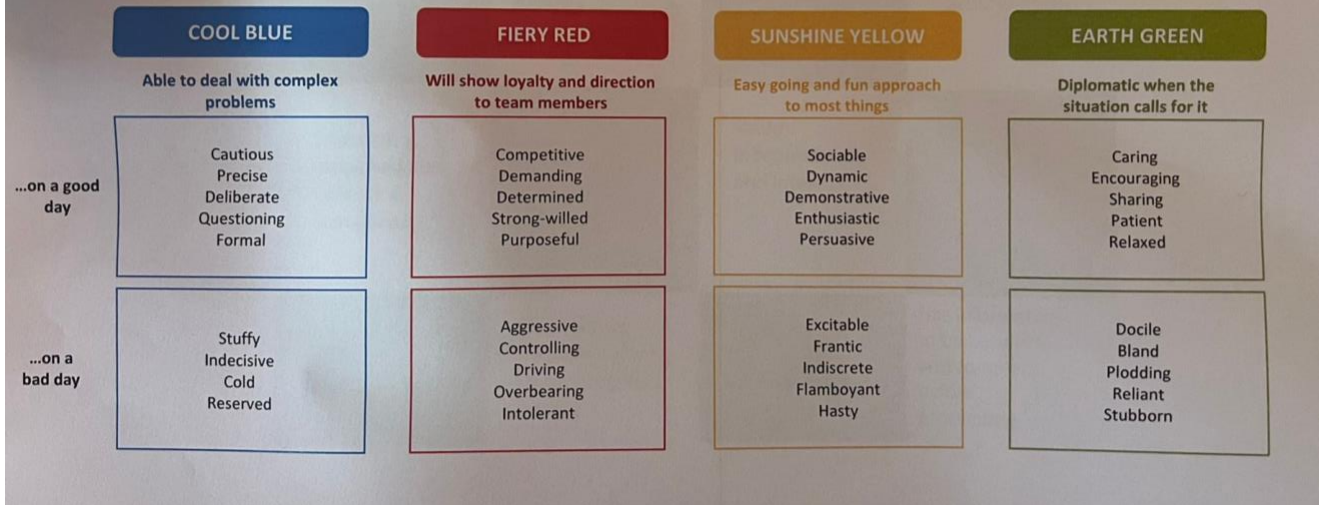 COOL BLUE
Able to deal with complex
problems
FIERY RED
Will show loyalty and direction
to team members
SUNSHINE YELLOW
Easy going and fun approach
to most things
EARTH GREEN
Diplomatic when the
situation calls for it
...on a good
day
Cautious
Precise
Deliberate
Questioning
Formal
Competitive
Demanding
Determined
Strong-willed
Purposeful
Sociable
Dynamic
Demonstrative
Enthusiastic
Persuasive
Caring
Encouraging
Sharing
Patient
Relaxed
...on a
bad day
Stuffy
Indecisive
Cold
Reserved
Aggressive
Controlling
Driving
Overbearing
Intolerant
Excitable
Frantic
Indiscrete
Flamboyant
Hasty
Docile
Bland
Plodding
Reliant
Stubborn